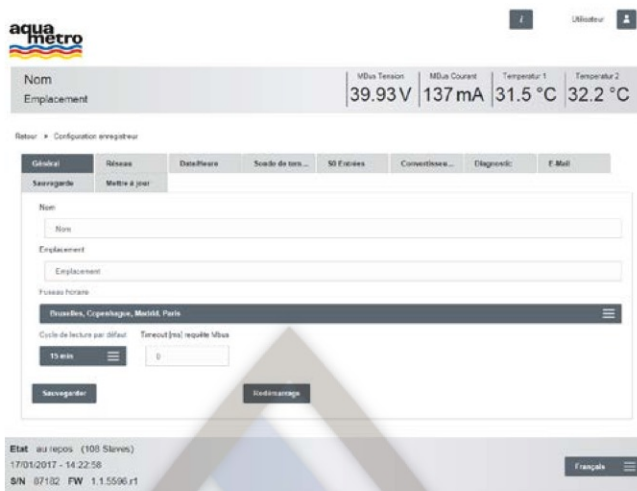 aqua
metro
i
Utilisateur
Nom
Emplacement
MBus Tension
39.93 V
MBus Courant
137 mA
Temperatur 1
31.5 °C
Temperatur 2
32.2 °C
Retour > Configuration enregistreur
Général Réseau Date/Heure Sonde de tem... S0 Entrées Convertisseu... Diagnostic E-Mail
Sauvegarde Mettre à jour
Nom
Nom
Emplacement
Emplacement
Fuseau horaire
Bruxelles, Copenhague, Madrid, Paris
Cycle de lecture par défaut Timeout [ms] requête Mbus
15 min 0
Sauvegarder Redémarrage
Etat au repos (108 Slaves)
17/01/2017 - 14:22:58
S/N 87182 FW 1.1.5596.r1
Français